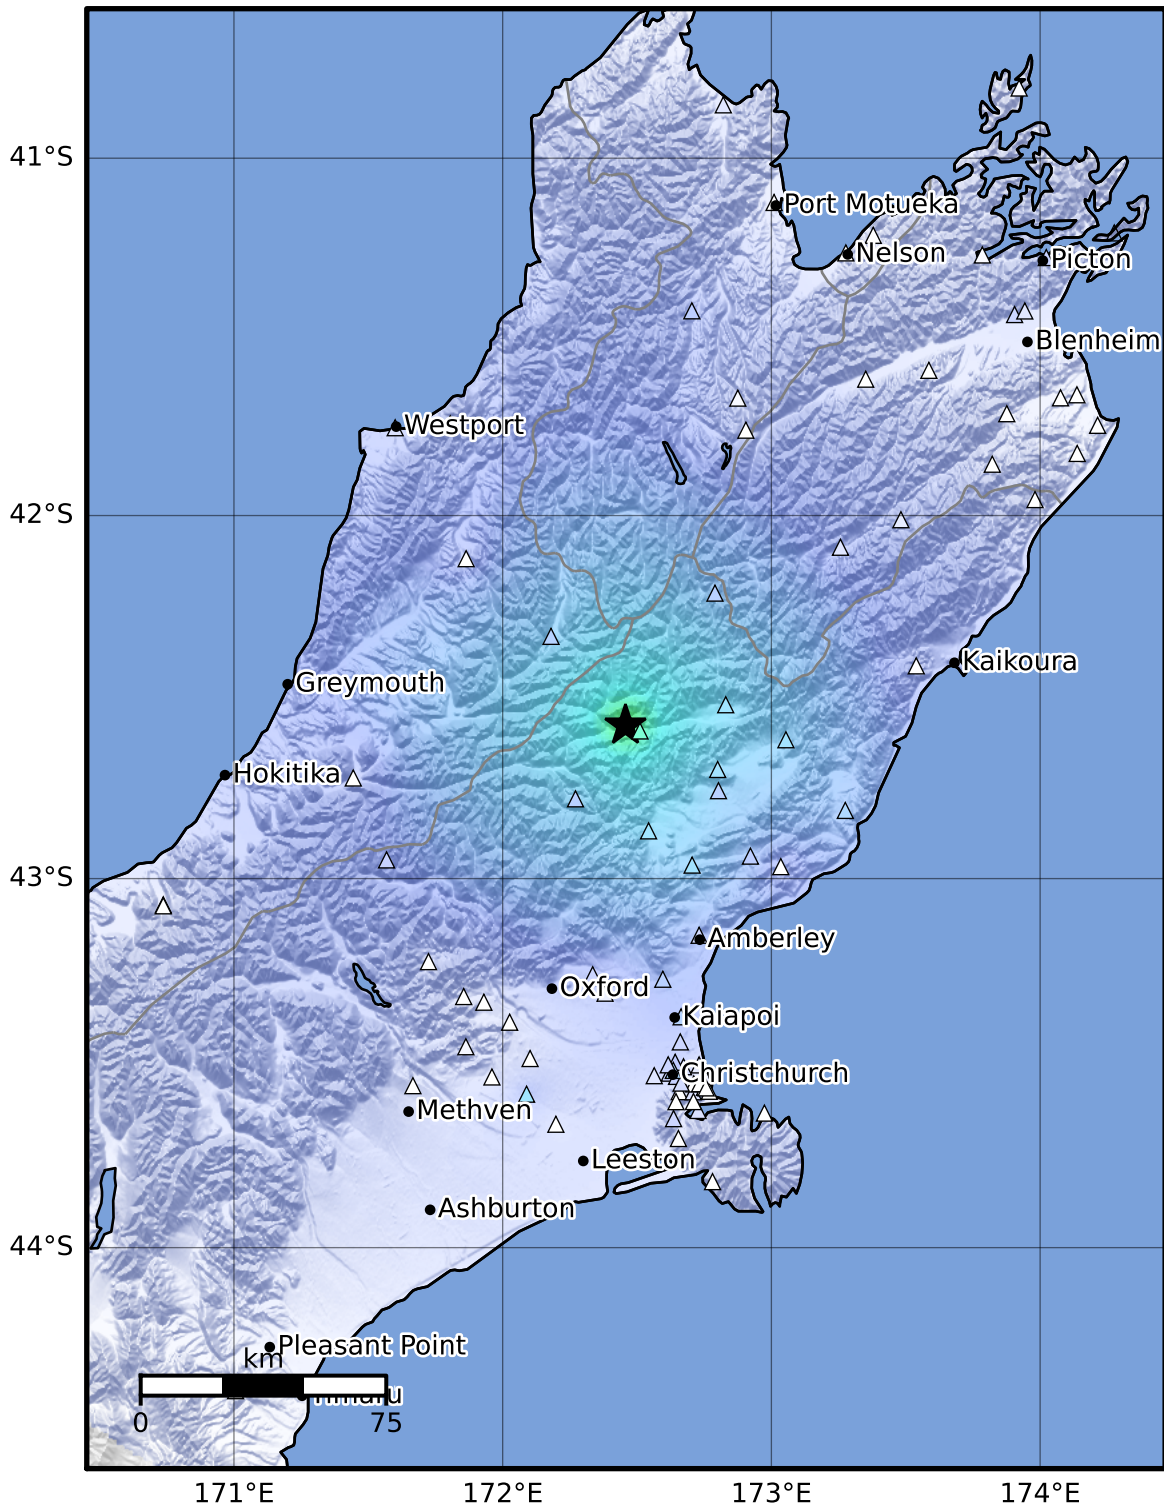 41°S
Port Motueka
Nelson
Picton
Blenheim
Westport
42°S
Kaikoura
Greymouth
Hokitika
43°S
Amberley
Oxford
Kaiapoi
Christchurch
Methven
Leeston
Ashburton
44°S
Pleasant Point
km
0
75
171°E
172°E
173°E
174°E